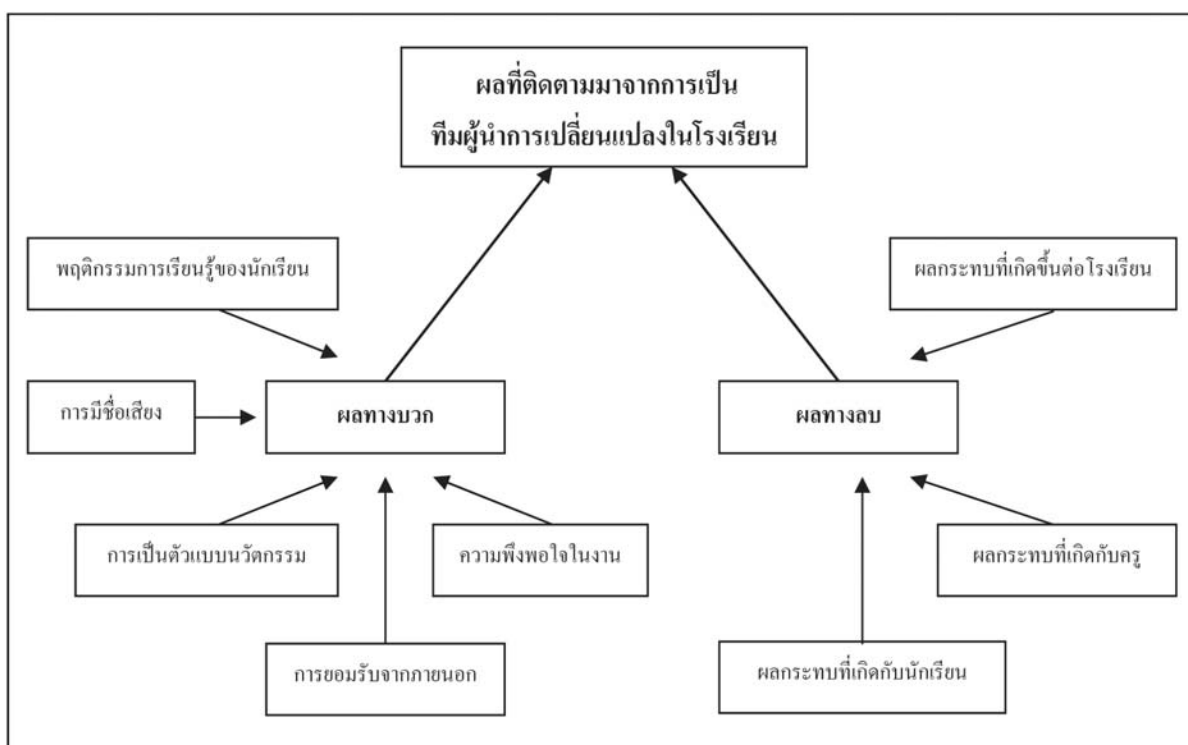 ผลที่ติดตามมาจากการเป็น
ทีมผู้นำการเปลี่ยนแปลงในโรงเรียน
พฤติกรรมการเรียนรู้ของนักเรียน
ผลกระทบที่เกิดขึ้นต่อโรงเรียน
การมีชื่อเสียง
ผลทางบวก
ผลทางลบ
การเป็นตัวแบบนวัตกรรม
ความพึงพอใจในงาน
ผลกระทบที่เกิดกับครู
การยอมรับจากภายนอก
ผลกระทบที่เกิดกับนักเรียน